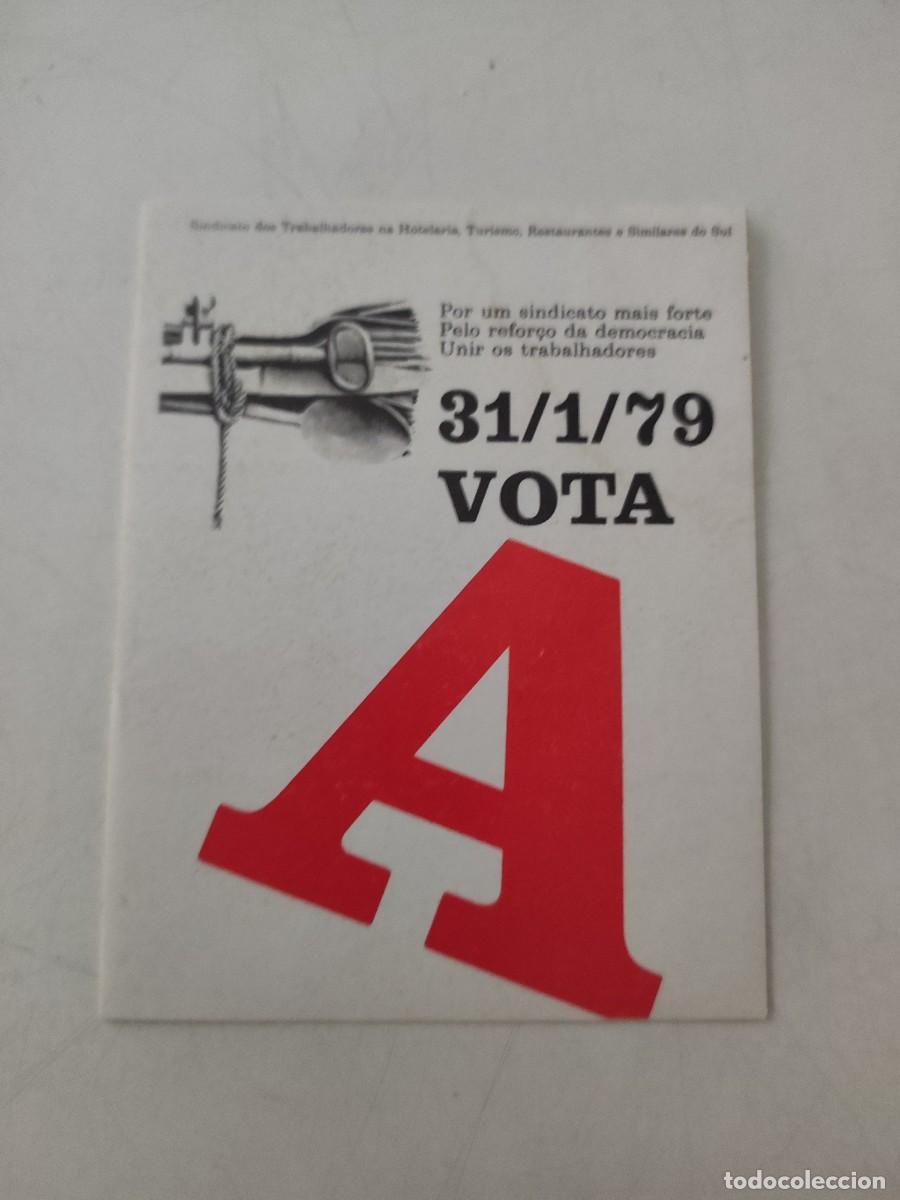 Sindicato dos Trabalhadores na Hotelaria, Turismo, Restaurantes e Similares do Sul
Por um sindicato mais forte
Pelo reforço da democracia
Unir os trabalhadores
31/1/79
VOTA
A
todocoleccion